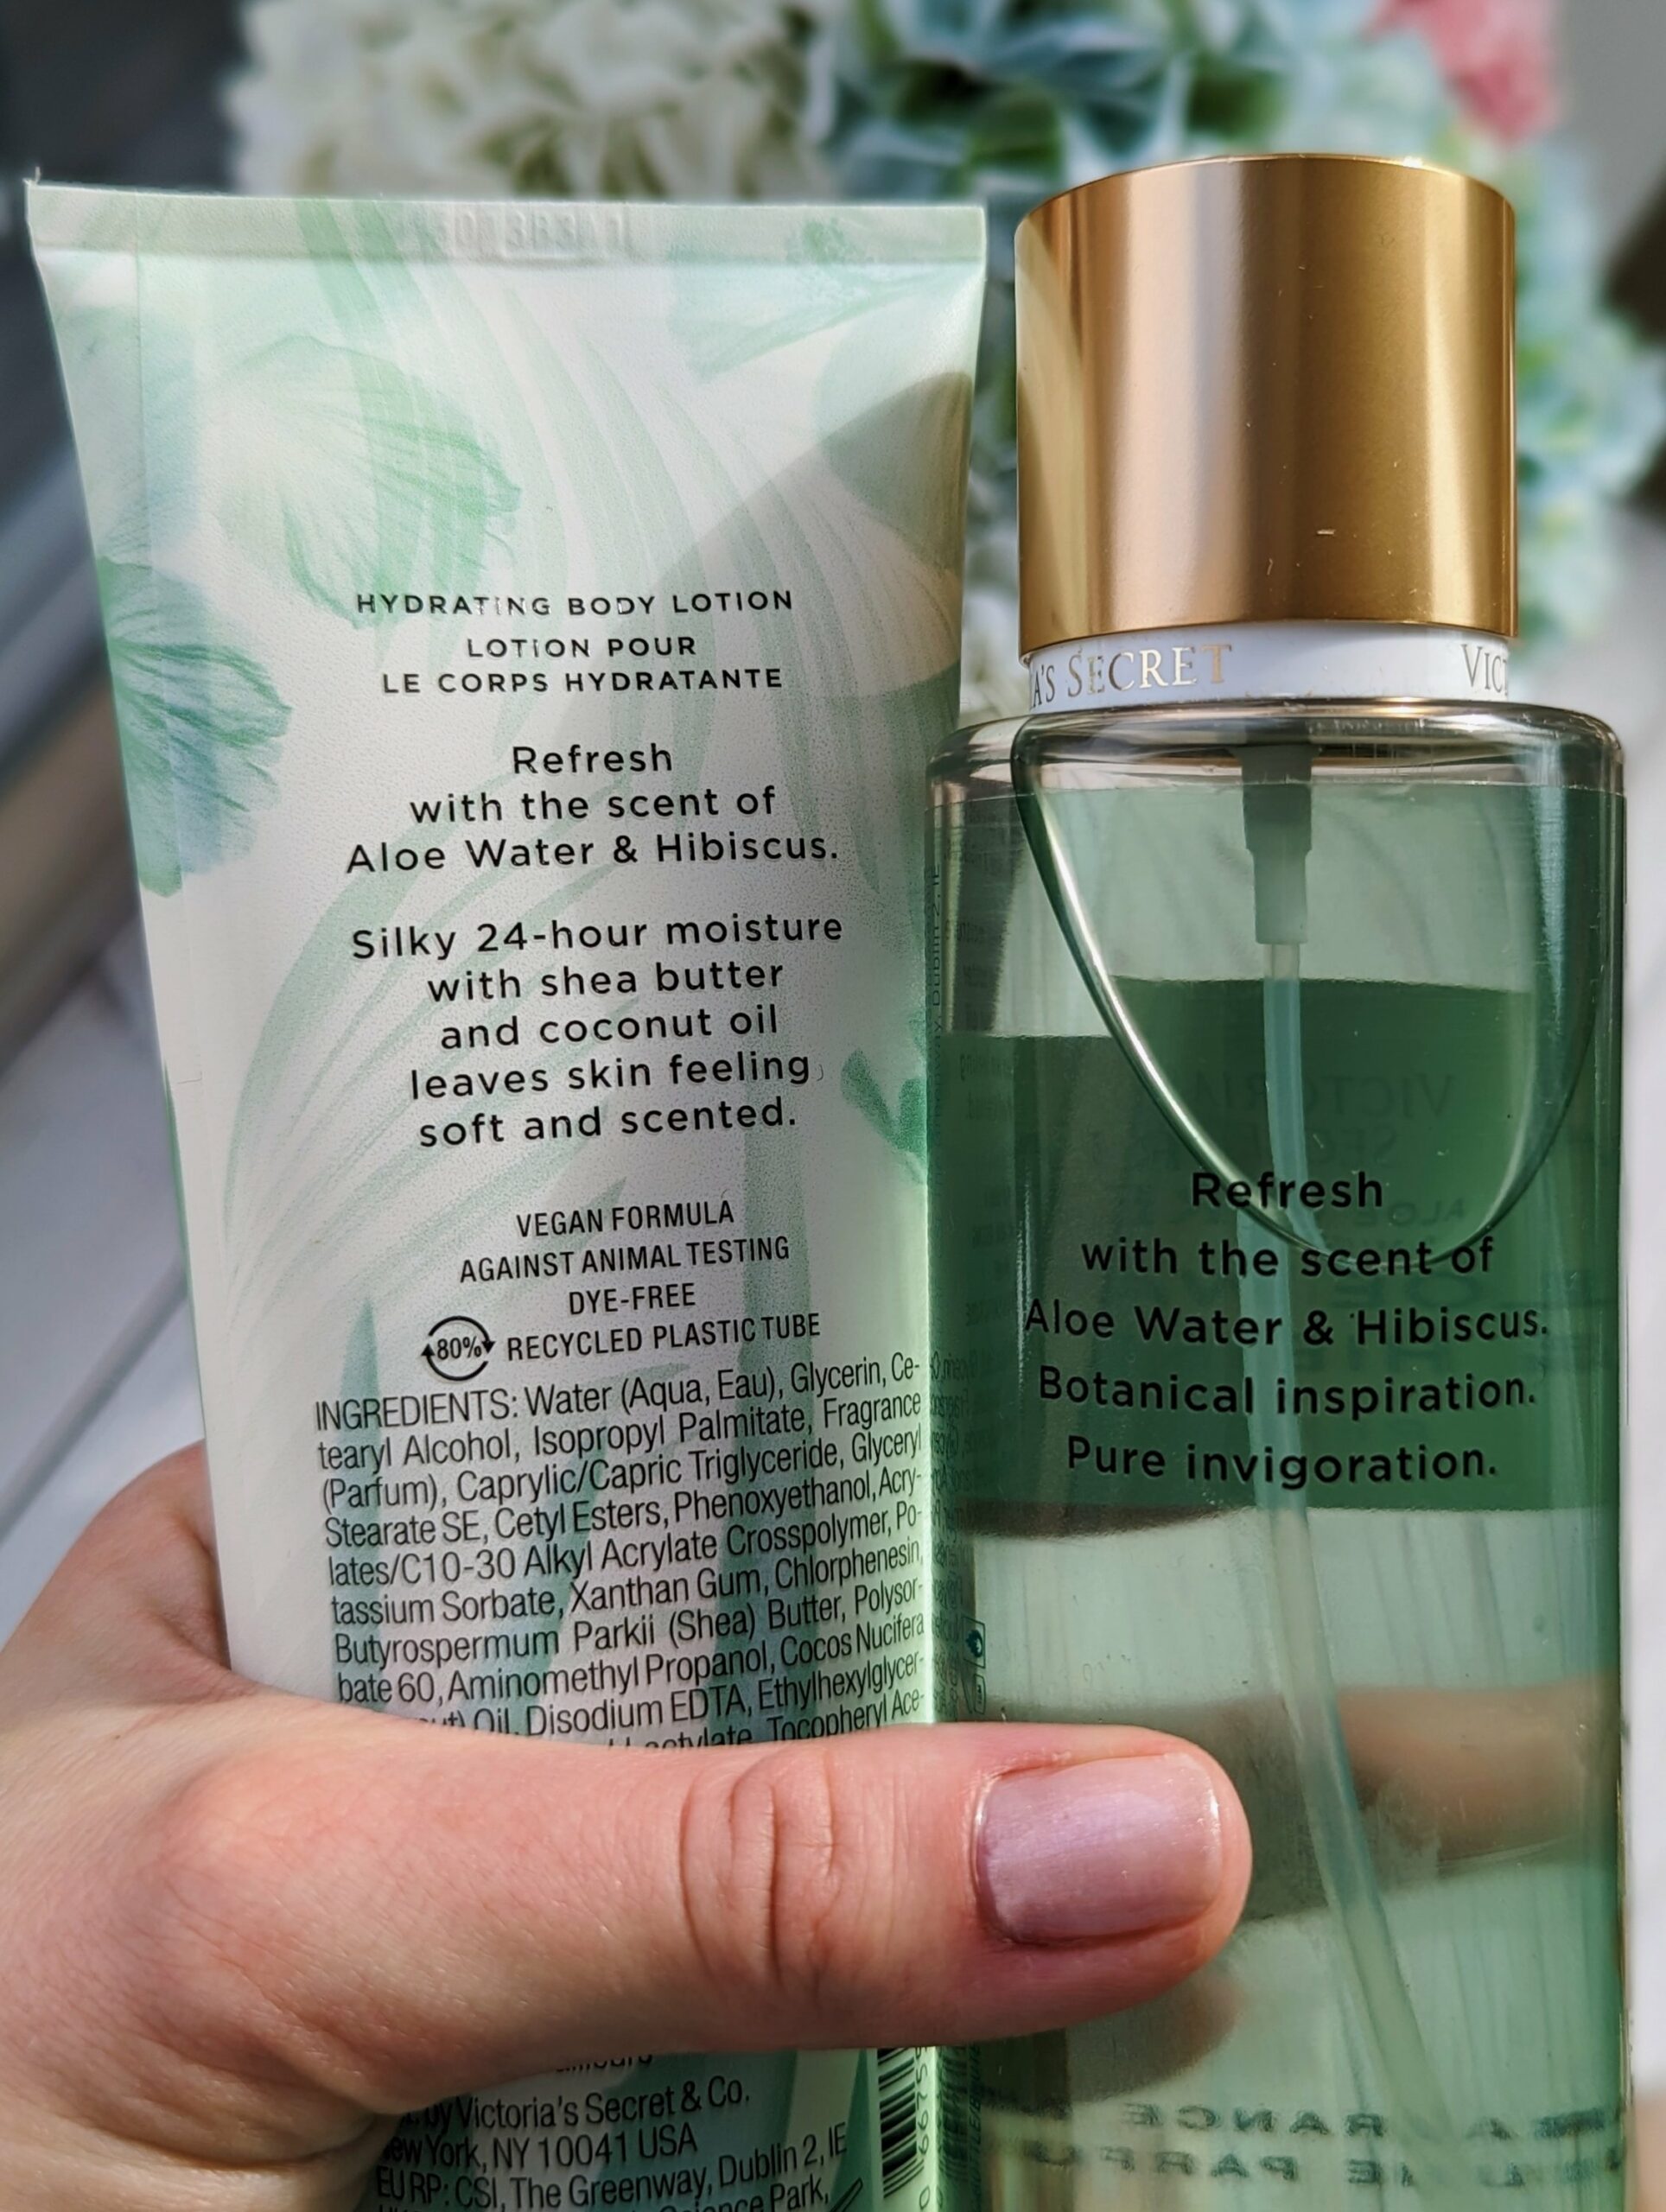 HYDRATING BODY LOTION
LOTION POUR
LE CORPS HYDRATANTE
Refresh
with the scent of
Aloe Water & Hibiscus.
Silky 24-hour moisture
with shea butter
and coconut oil
leaves skin feeling
soft and scented.
VEGAN FORMULA
AGAINST ANIMAL TESTING
DYE-FREE
80% RECYCLED PLASTIC TUBE
INGREDIENTS: Water (Aqua, Eau), Glycerin, Ce-
tearyl Alcohol, Isopropyl Palmitate, Fragrance
(Parfum), Caprylic/Capric Triglyceride, Glyceryl
Stearate SE, Cetyl Esters, Phenoxyethanol, Acry-
lates/C10-30 Alkyl Acrylate Crosspolymer, Po-
tassium Sorbate, Xanthan Gum, Chlorphenesin,
Butyrospermum Parkii (Shea) Butter, Polysor-
bate 60, Aminomethyl Propanol, Cocos Nucifera
Oil, Disodium EDTA, Ethylhexylglycer-
Tocopheryl Ace-
by Victoria's Secret & Co.
New York, NY 10041 USA
EU RP: CSI, The Greenway, Dublin 2, IE
Park,
A'S SECRET VIC
Refresh
with the scent of
Aloe Water & Hibiscus.
Botanical inspiration.
Pure invigoration.